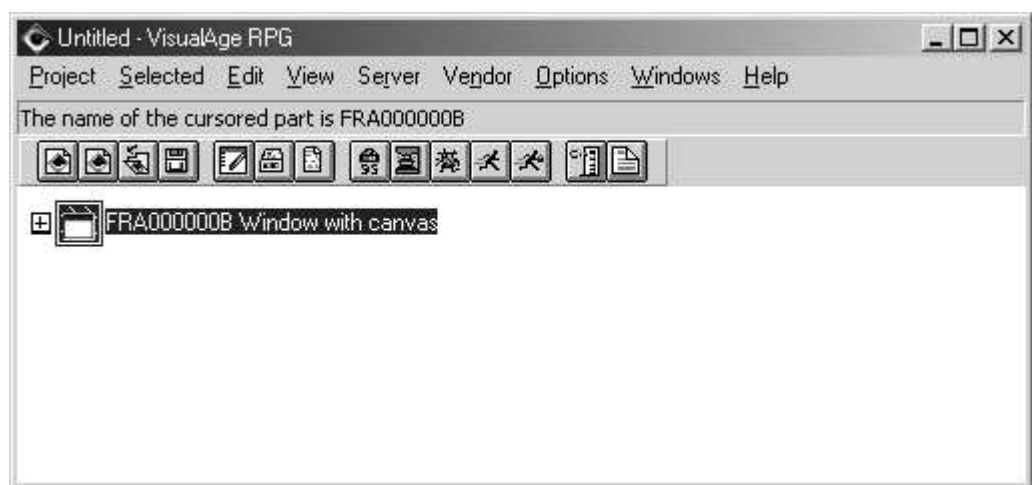 Untitled - VisualAge RPG
Project Selected Edit View Server Vendor Options Windows Help
The name of the cursored part is FRA000000B
95
FRA000000B Window with canvas